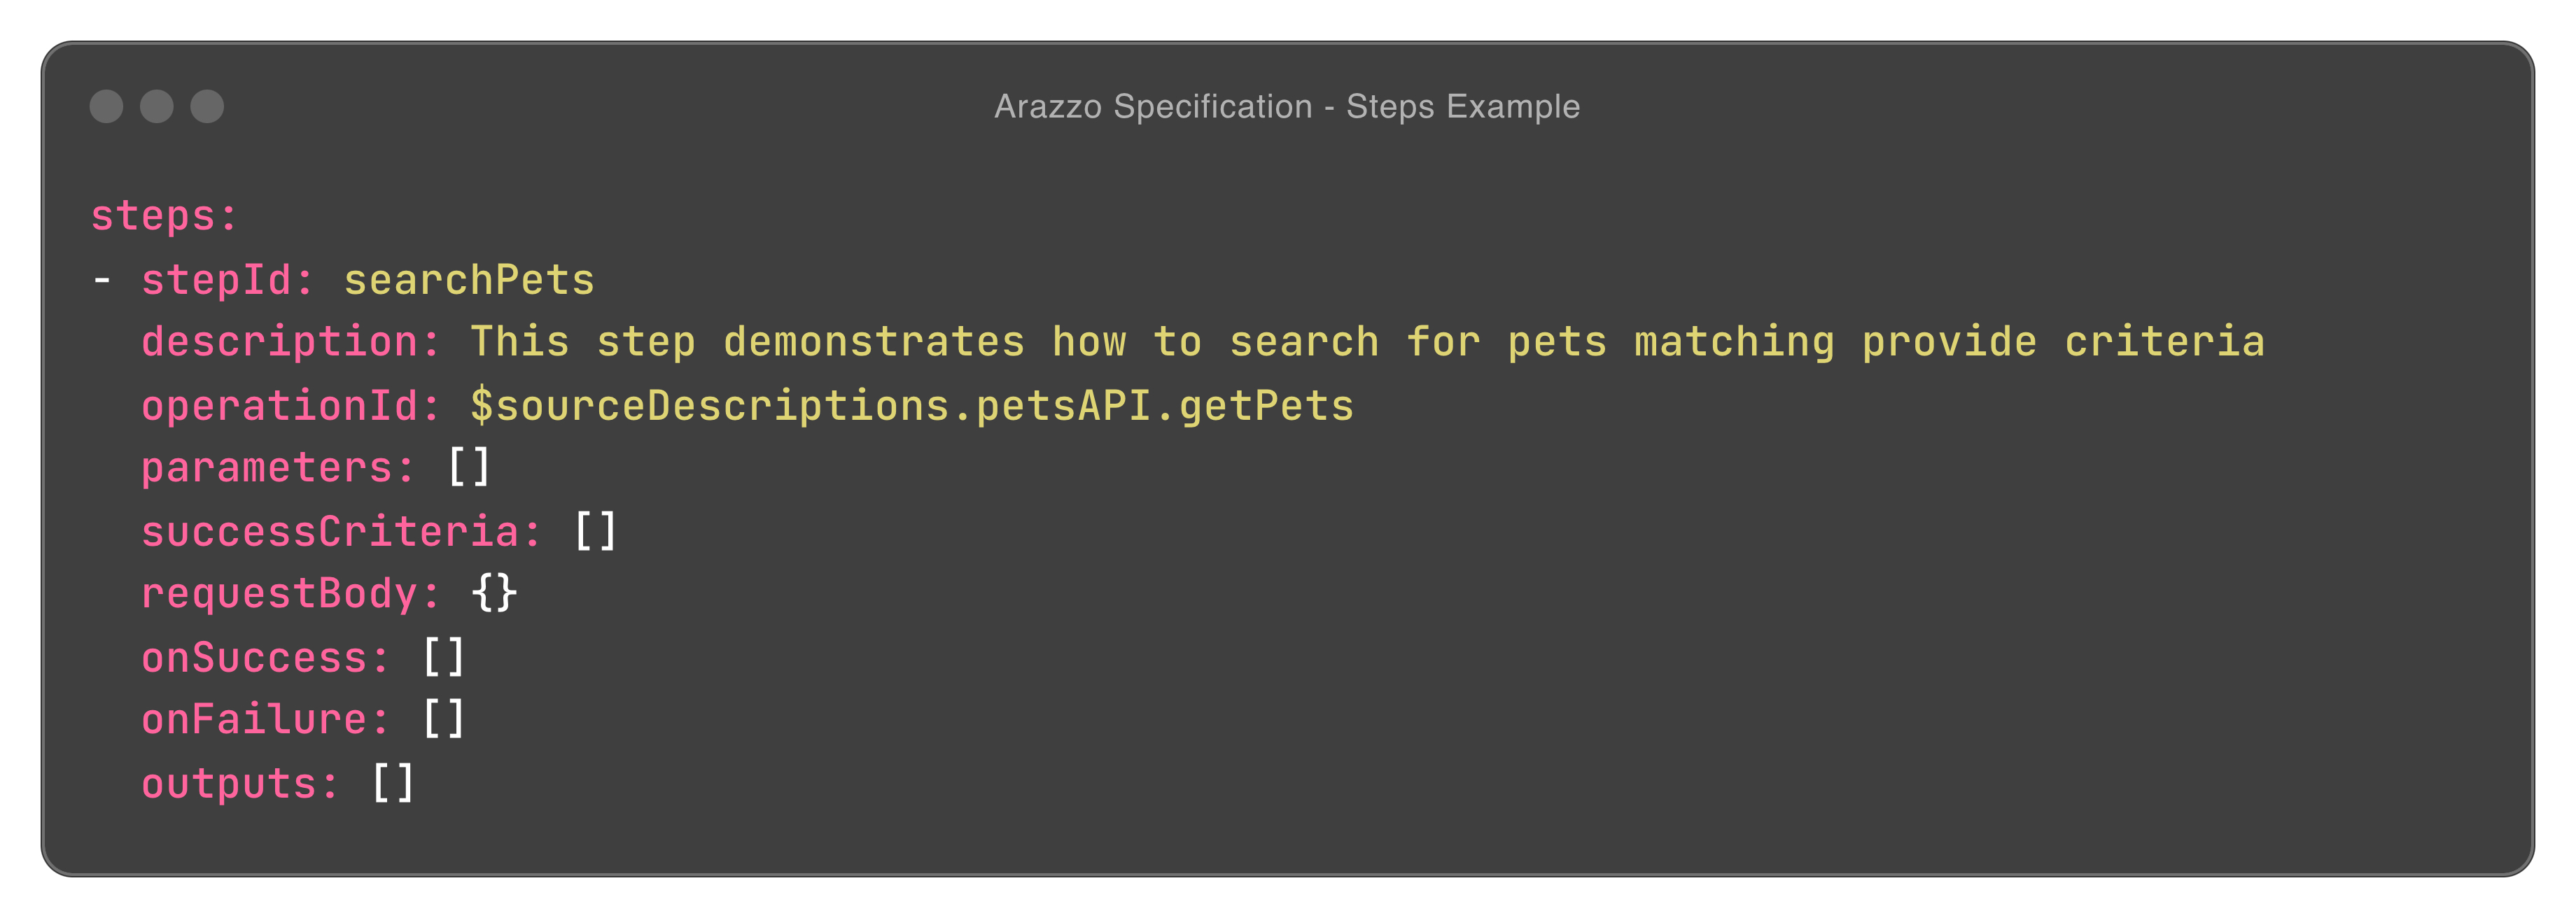 Arazzo Specification - Steps Example
steps:
- stepId: searchPets
  description: This step demonstrates how to search for pets matching provide criteria
  operationId: $sourceDescriptions.petsAPI.getPets
  parameters: []
  successCriteria: []
  requestBody: {}
  onSuccess: []
  onFailure: []
  outputs: []